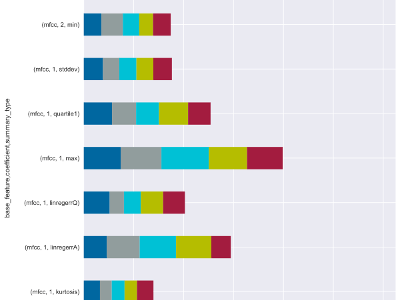 (mfcc, 2, min)
(mfcc, 1, stddev)
(mfcc, 1, quartile1)
(mfcc, 1, max)
(mfcc, 1, linregerrQ)
(mfcc, 1, linregerrA)
(mfcc, 1, kurtosis)
base_feature,coefficient,summary_type